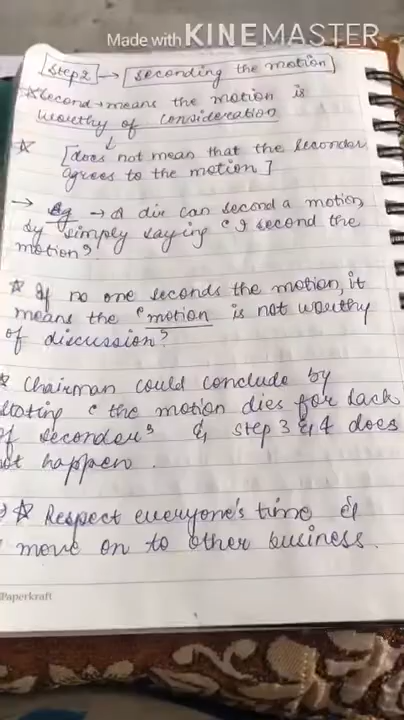 Made with KINEMASTER
Step 2 → Seconding the motion
☆ Second → means the motion is
worthy of consideration
↓
☆ [does not mean that the seconder
agrees to the motion]
→ Eg → A dir can second a motion,
by simply saying "I second the
motion"
☆ If no one seconds the motion, it
means the "motion is not worthy
of discussion"
☆ Chairman could conclude by
stating "the motion dies for lack
of seconder" & step 3 & 4 does
not happen.
☆ Respect everyone's time &
move on to other business.
Paperkraft